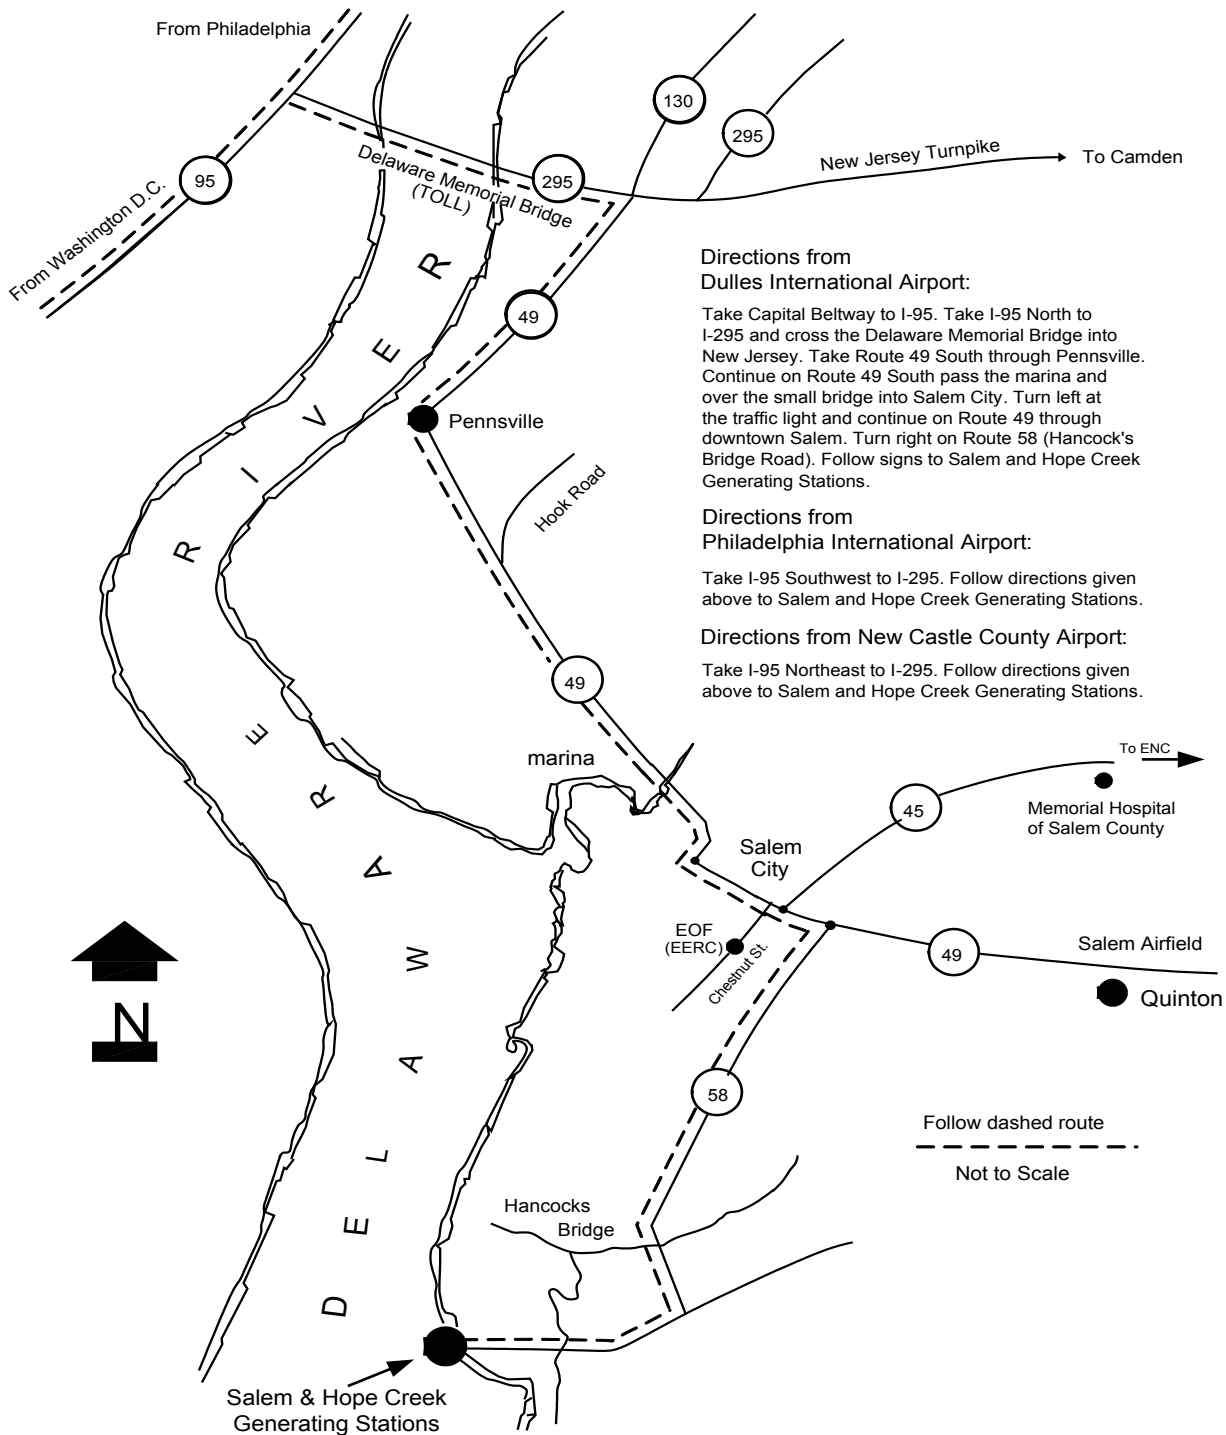 From Philadelphia
130
295
95
Delaware Memorial Bridge
(TOLL)
295
New Jersey Turnpike
To Camden
From Washington D.C.
49
Directions from
Dulles International Airport:
Take Capital Beltway to I-95. Take I-95 North to
I-295 and cross the Delaware Memorial Bridge into
New Jersey. Take Route 49 South through Pennsville.
Continue on Route 49 South pass the marina and
over the small bridge into Salem City. Turn left at
the traffic light and continue on Route 49 through
downtown Salem. Turn right on Route 58 (Hancock's
Bridge Road). Follow signs to Salem and Hope Creek
Generating Stations.
Directions from
Philadelphia International Airport:
Take I-95 Southwest to I-295. Follow directions given
above to Salem and Hope Creek Generating Stations.
Directions from New Castle County Airport:
Take I-95 Northeast to I-295. Follow directions given
above to Salem and Hope Creek Generating Stations.
Pennsville
Hook Road
49
DELAWARE RIVER
marina
To ENC
45
Memorial Hospital
of Salem County
Salem
City
EOF
(EERC)
Chestnut St.
49
Salem Airfield
Quinton
N
58
Follow dashed route
Not to Scale
Hancocks
Bridge
Salem & Hope Creek
Generating Stations